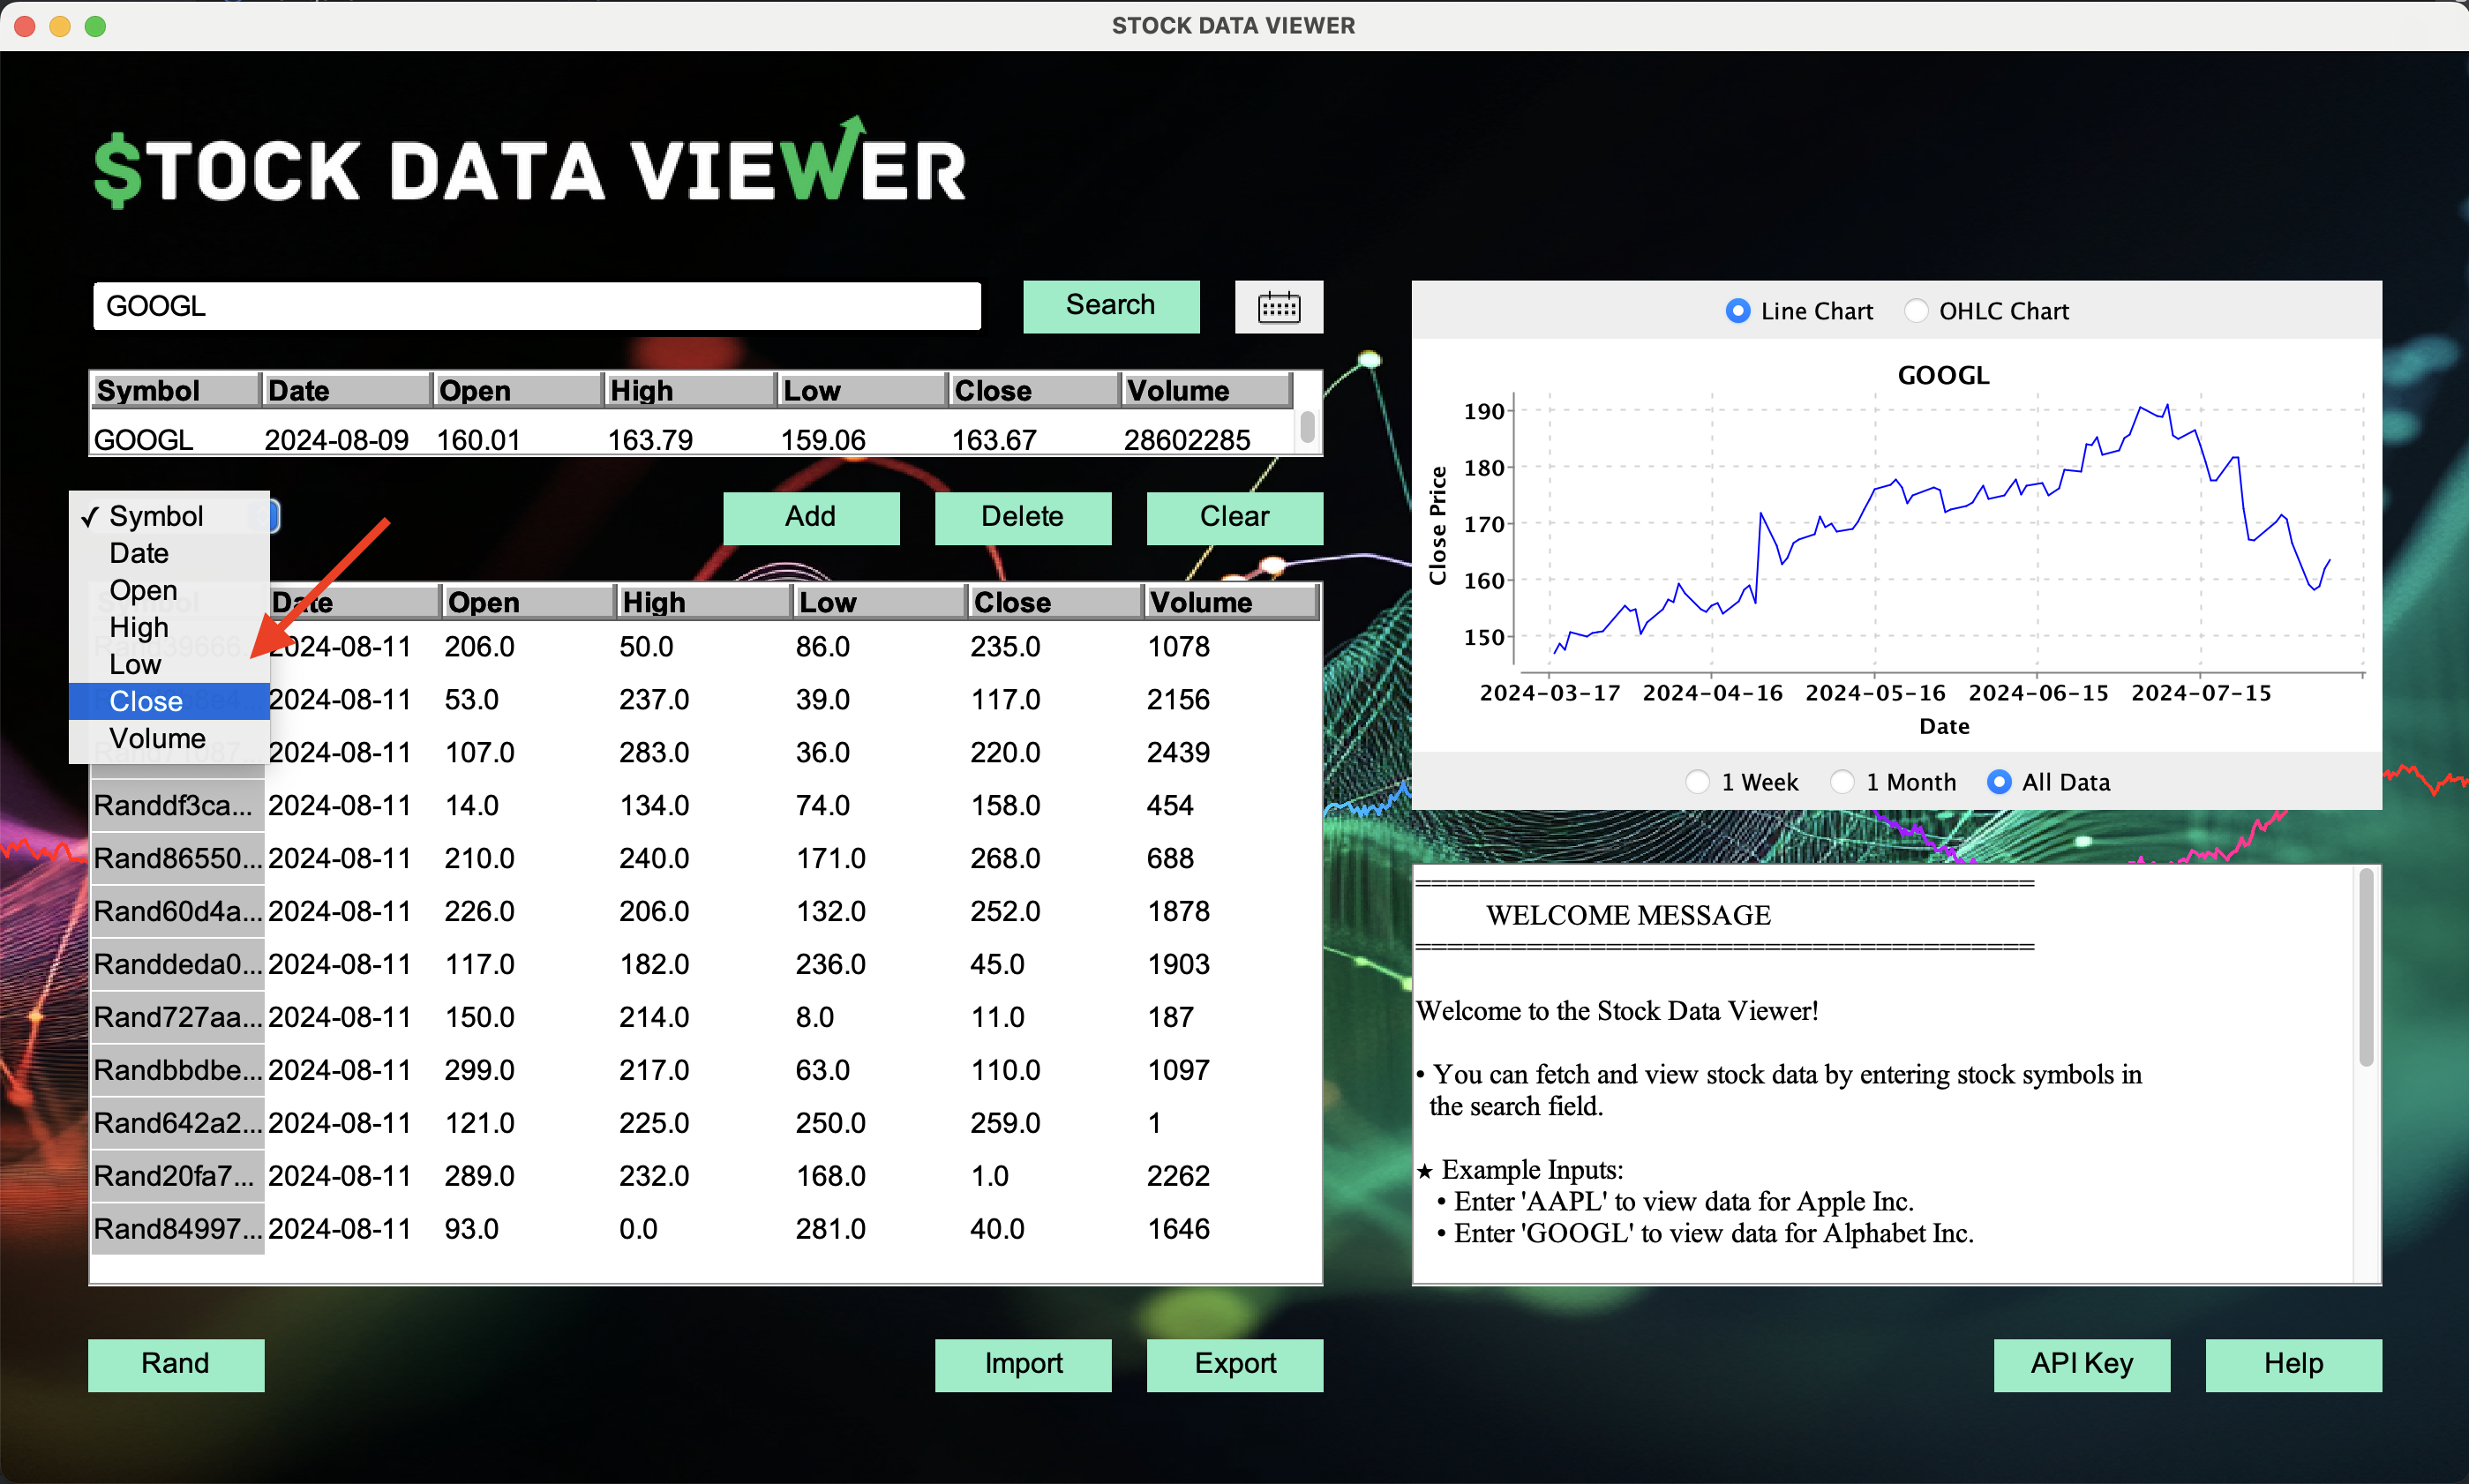 STOCK DATA VIEWER
$TOCK DATA VIEWER
GOOGL
Search
Symbol Date Open High Low Close Volume
GOOGL 2024-08-09 160.01 163.79 159.06 163.67 28602285
✓ Symbol
Date
Open
High
Low
Close
Volume
Add Delete Clear
Date Open High Low Close Volume
2024-08-11 206.0 50.0 86.0 235.0 1078
2024-08-11 53.0 237.0 39.0 117.0 2156
2024-08-11 107.0 283.0 36.0 220.0 2439
Randdf3ca... 2024-08-11 14.0 134.0 74.0 158.0 454
Rand86550... 2024-08-11 210.0 240.0 171.0 268.0 688
Rand60d4a... 2024-08-11 226.0 206.0 132.0 252.0 1878
Randdeda0... 2024-08-11 117.0 182.0 236.0 45.0 1903
Rand727aa... 2024-08-11 150.0 214.0 8.0 11.0 187
Randbbdbe... 2024-08-11 299.0 217.0 63.0 110.0 1097
Rand642a2... 2024-08-11 121.0 225.0 250.0 259.0 1
Rand20fa7... 2024-08-11 289.0 232.0 168.0 1.0 2262
Rand84997... 2024-08-11 93.0 0.0 281.0 40.0 1646
Rand Import Export
Line Chart OHLC Chart
GOOGL
Close Price
190
180
170
160
150
2024-03-17 2024-04-16 2024-05-16 2024-06-15 2024-07-15
Date
1 Week 1 Month All Data
========================================
WELCOME MESSAGE
========================================
Welcome to the Stock Data Viewer!
• You can fetch and view stock data by entering stock symbols in
the search field.
★ Example Inputs:
• Enter 'AAPL' to view data for Apple Inc.
• Enter 'GOOGL' to view data for Alphabet Inc.
API Key Help